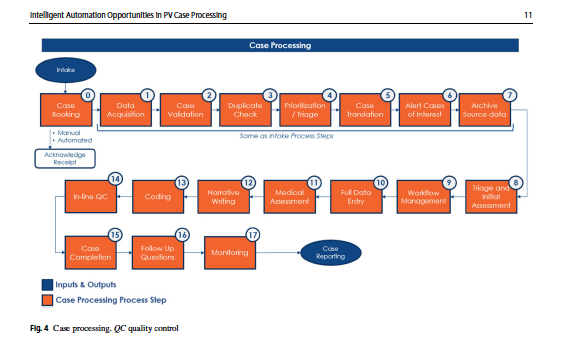 Intelligent Automation Opportunities in PV Case Processing 11
Case Processing
Intake
0 1 2 3 4 5 6 7
Case Booking
Data Acquisition
Case Validation
Duplicate Check
Prioritization / Triage
Case Translation
Alert Cases of Interest
Archive Source data
• Manual
• Automated
Same as Intake Process Steps
Acknowledge Receipt
14 13 12 11 10 9 8
In-line QC
Coding
Narrative Writing
Medical Assessment
Full Data Entry
Workflow Management
Triage and Initial Assessment
15 16 17
Case Completion
Follow Up Questions
Monitoring
Case Reporting
Inputs & Outputs
Case Processing Process Step
Fig. 4 Case processing. QC quality control